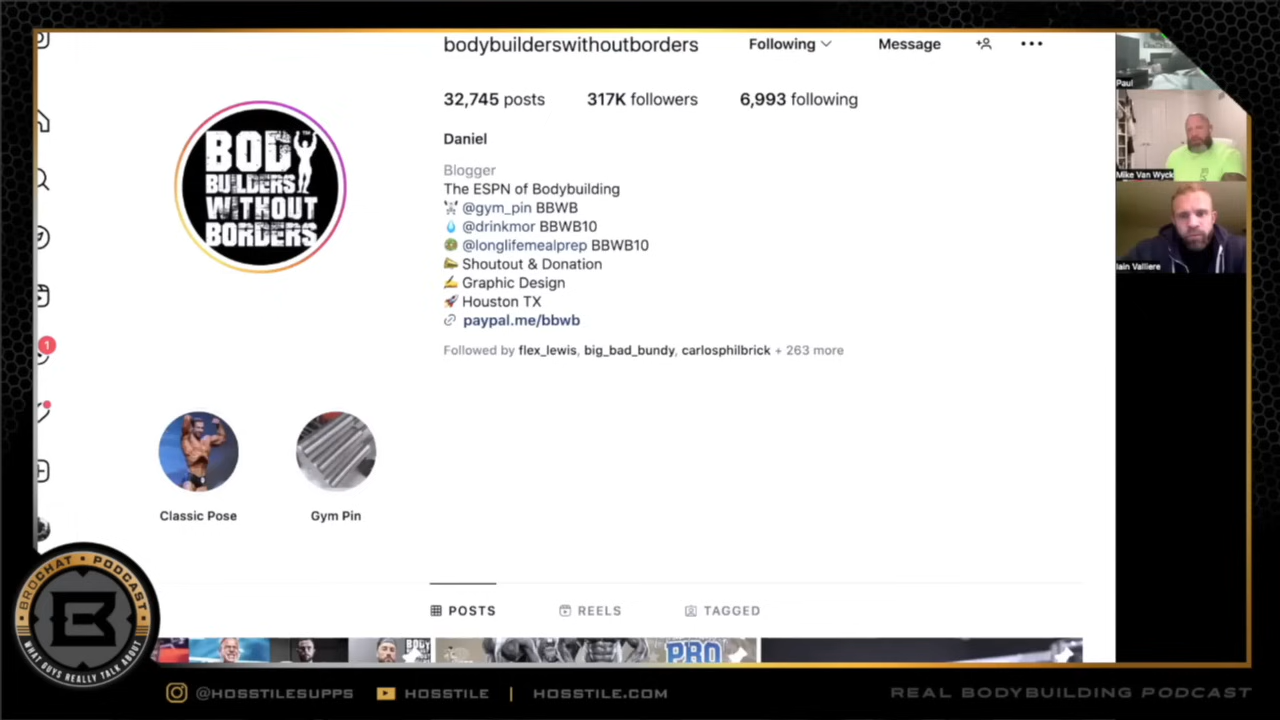 bodybuilderswithoutborders
Following
Message
32,745 posts
317K followers
6,993 following
Daniel
Blogger
The ESPN of Bodybuilding
@gym_pin BBWB
@drinkmor BBWB10
@longlifemealprep BBWB10
Shoutout & Donation
Graphic Design
Houston TX
paypal.me/bbwb
Followed by flex_lewis, big_bad_bundy, carlosphilbrick + 263 more
BODY
BUILDERS
WITHOUT
BORDERS
1
Classic Pose
Gym Pin
POSTS
REELS
TAGGED
PRO
Paul
Mike Van Wyck
Iain Valliere
BROCHAT • PODCAST
WHAT GUYS REALLY TALK ABOUT
@HOSSTILESUPPS
HOSSTILE
|
HOSSTILE.COM
REAL BODYBUILDING PODCAST